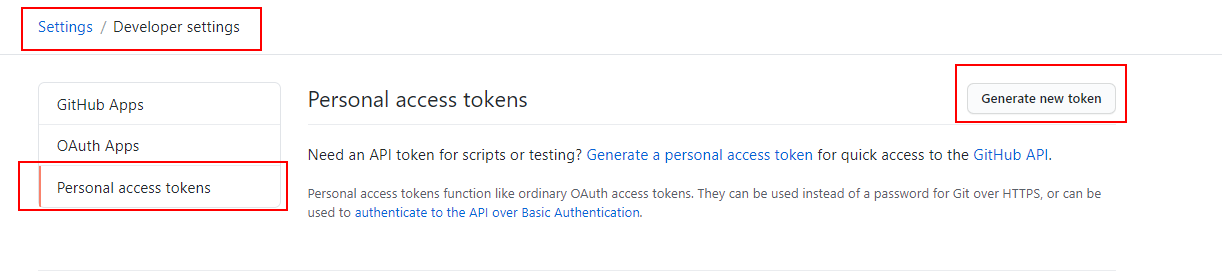 Settings / Developer settings
GitHub Apps
OAuth Apps
Personal access tokens
Personal access tokens
Generate new token
Need an API token for scripts or testing? Generate a personal access token for quick access to the GitHub API.
Personal access tokens function like ordinary OAuth access tokens. They can be used instead of a password for Git over HTTPS, or can be
used to authenticate to the API over Basic Authentication.